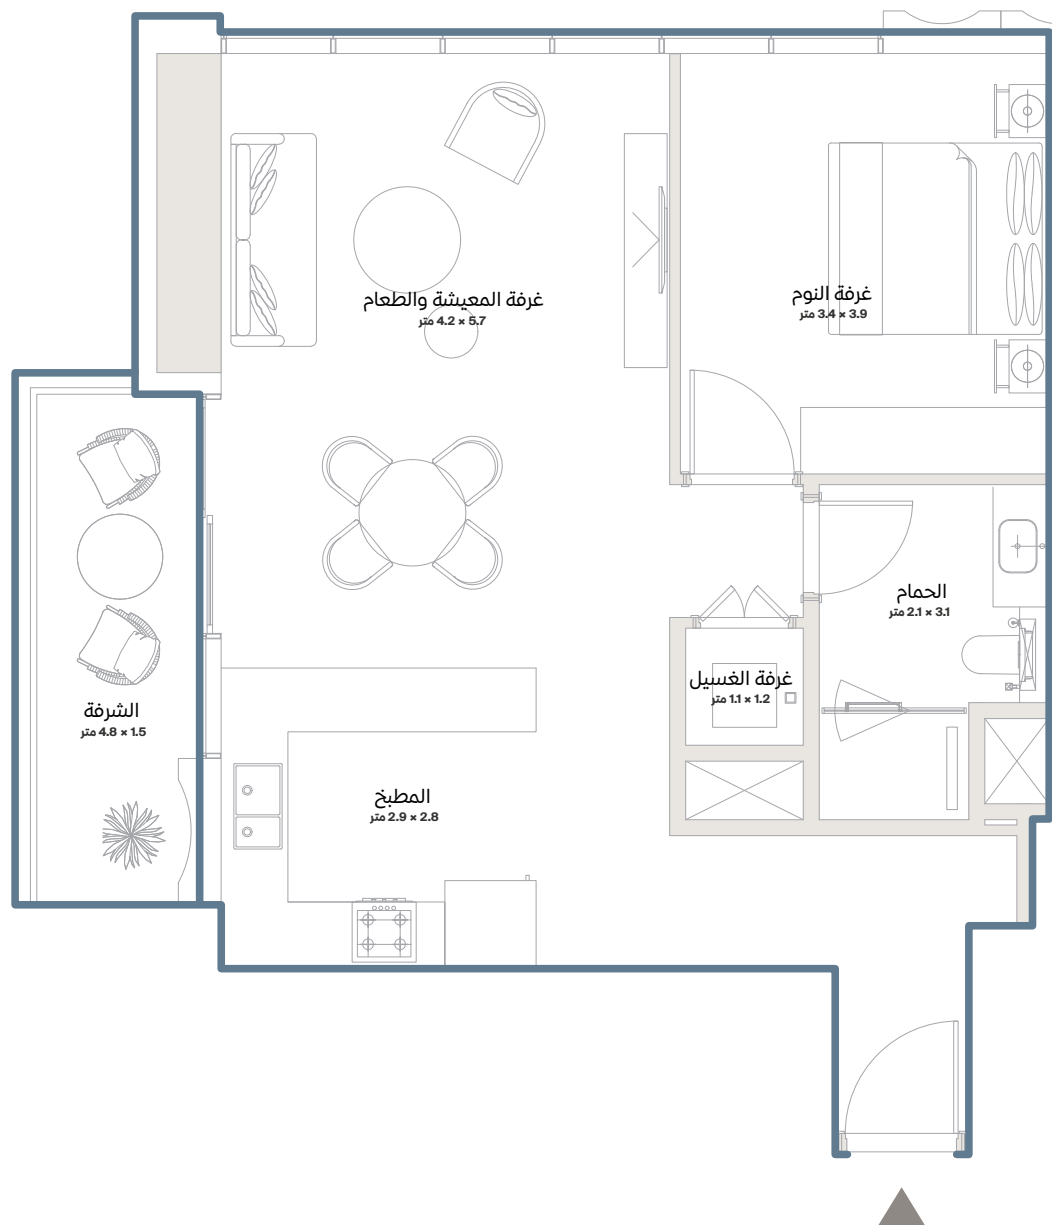 غرفة المعيشة والطعام
5.7 × 4.2 متر
غرفة النوم
3.9 × 3.4 متر
الحمام
3.1 × 2.1 متر
غرفة الغسيل
1.2 × 1.1 متر
الشرفة
1.5 × 4.8 متر
المطبخ
2.8 × 2.9 متر